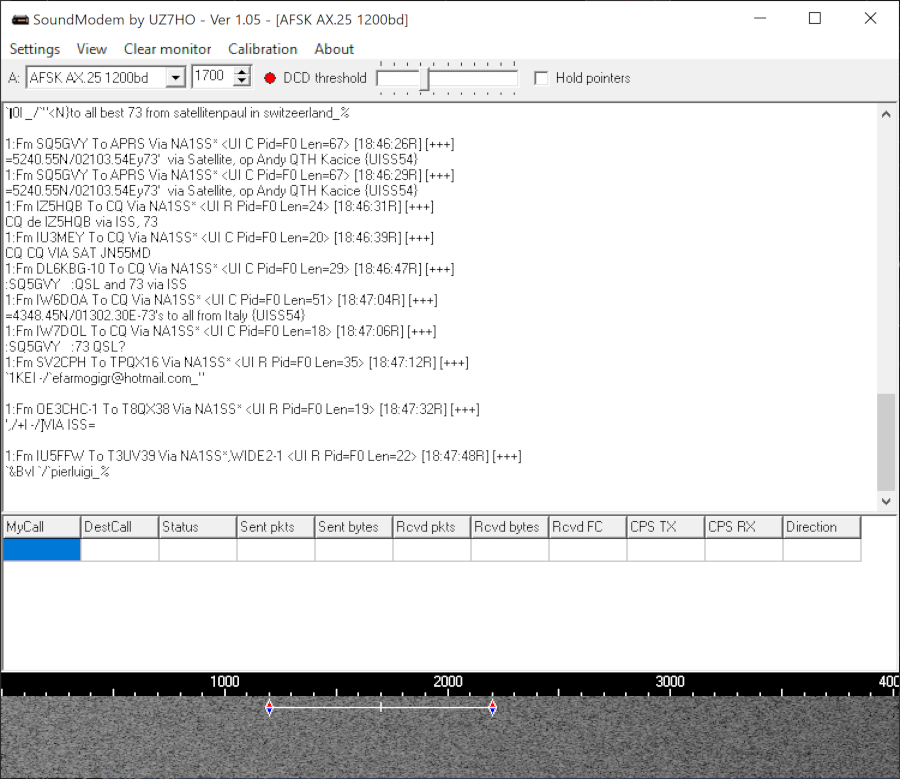 SoundModem by UZ7HO - Ver 1.05 - [AFSK AX.25 1200bd]
Settings View Clear monitor Calibration About
A: AFSK AX.25 1200bd 1700 DCD threshold Hold pointers
`|0l _/`"<N}to all best 73 from satellitenpaul in switzeerland_%
1:Fm SQ5GVY To APRS Via NA1SS* <UI C Pid=F0 Len=67> [18:46:26R] [+++]
=5240.55N/02103.54Ey73' via Satellite, op Andy QTH Kacice {UISS54}
1:Fm SQ5GVY To APRS Via NA1SS* <UI C Pid=F0 Len=67> [18:46:29R] [+++]
=5240.55N/02103.54Ey73' via Satellite, op Andy QTH Kacice {UISS54}
1:Fm IZ5HQB To CQ Via NA1SS* <UI R Pid=F0 Len=24> [18:46:31R] [+++]
CQ de IZ5HQB via ISS, 73
1:Fm IU3MEY To CQ Via NA1SS* <UI C Pid=F0 Len=20> [18:46:39R] [+++]
CQ CQ VIA SAT JN55MD
1:Fm DL6KBG-10 To CQ Via NA1SS* <UI C Pid=F0 Len=29> [18:46:47R] [+++]
:SQ5GVY :QSL and 73 via ISS
1:Fm IW6DOA To CQ Via NA1SS* <UI C Pid=F0 Len=51> [18:47:04R] [+++]
=4348.45N/01302.30E-73's to all from Italy {UISS54}
1:Fm IW7DOL To CQ Via NA1SS* <UI C Pid=F0 Len=18> [18:47:06R] [+++]
:SQ5GVY :73 QSL?
1:Fm SV2CPH To TPQX16 Via NA1SS* <UI R Pid=F0 Len=35> [18:47:12R] [+++]
`1KEl -/`efarmogigr@hotmail.com_"
1:Fm OE3CHC-1 To T8QX38 Via NA1SS* <UI R Pid=F0 Len=19> [18:47:32R] [+++]
',/+l -/]VIA ISS=
1:Fm IU5FFW To T3UV39 Via NA1SS*,WIDE2-1 <UI R Pid=F0 Len=22> [18:47:48R] [+++]
`&Bvl `/`pierluigi_%
MyCall DestCall Status Sent pkts Sent bytes Rcvd pkts Rcvd bytes Rcvd FC CPS TX CPS RX Direction
1000 2000 3000 400